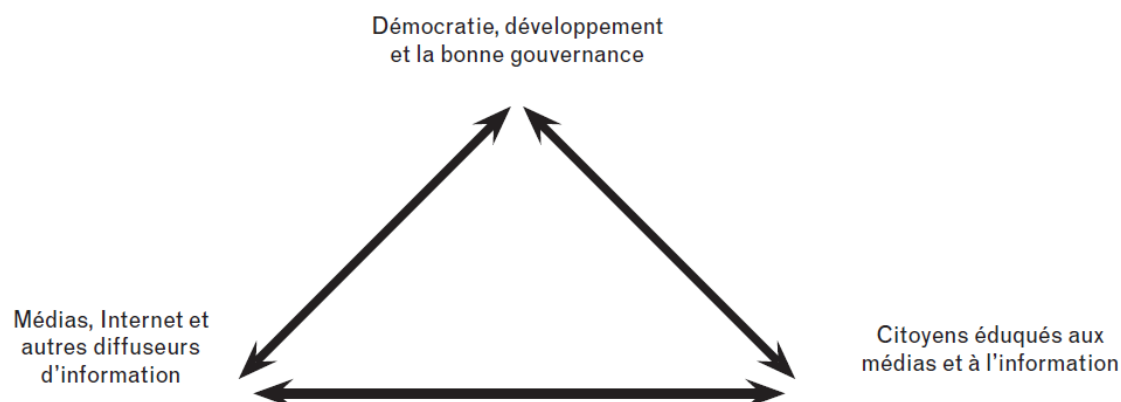 Démocratie, développement
et la bonne gouvernance
Médias, Internet et
autres diffuseurs
d'information
Citoyens éduqués aux
médias et à l'information